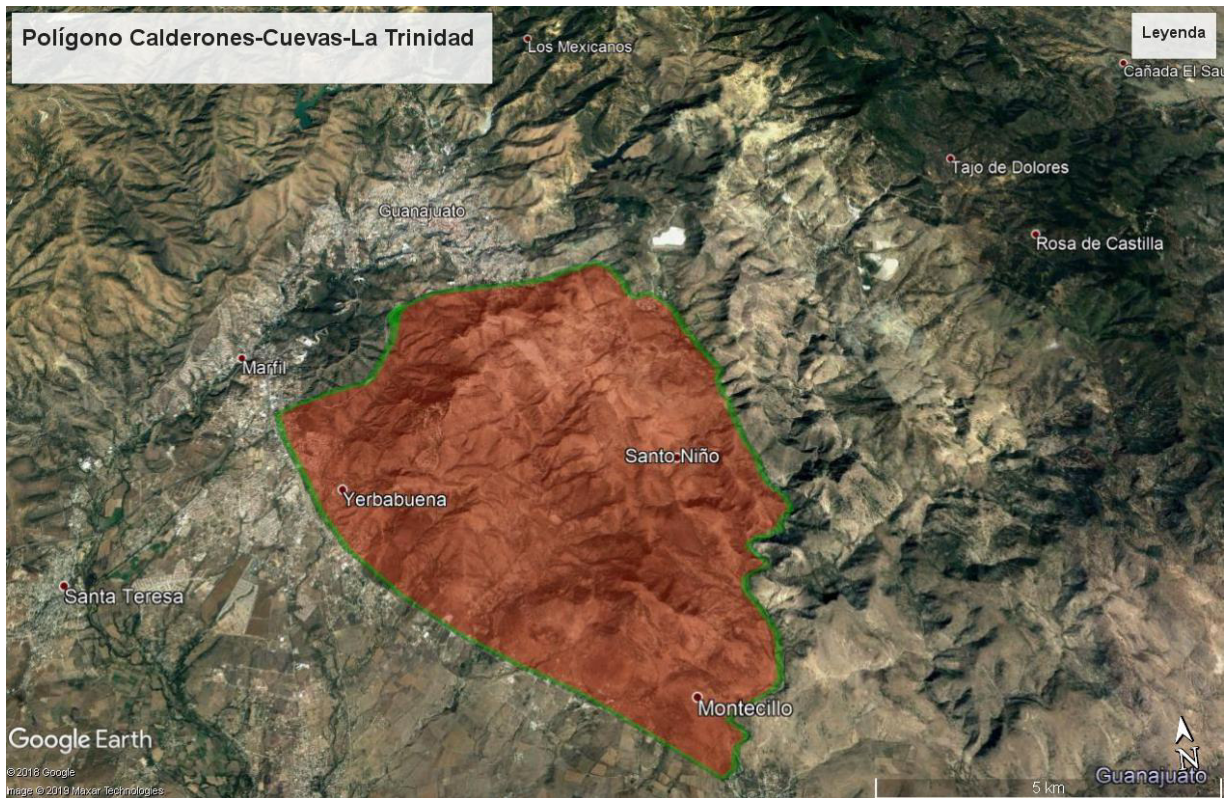 Polígono Calderones-Cuevas-La Trinidad
Leyenda
Los Mexicanos
Cañada El Sau
Tajo de Dolores
Guanajuato
Rosa de Castilla
Marfil
Santo Niño
Yerbabuena
Santa Teresa
Montecillo
Google Earth
N
©2018 Google
Guanajuato
5 km
mage © 2019 Maxar Technologies